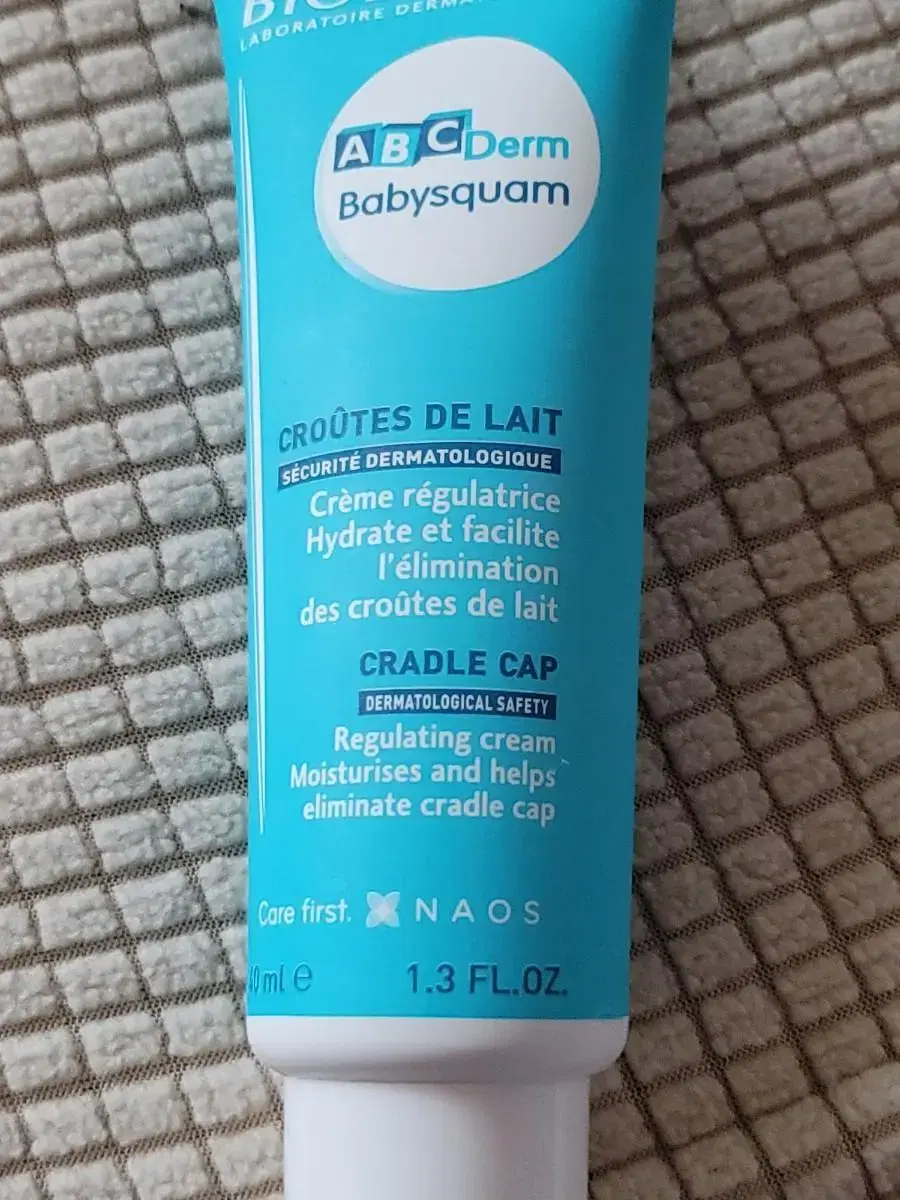 LABORATOIRE
ABCDerm
Babysquam
CROÛTES DE LAIT
SÉCURITÉ DERMATOLOGIQUE
Crème régulatrice
Hydrate et facilite
l'élimination
des croûtes de lait
CRADLE CAP
DERMATOLOGICAL SAFETY
Regulating cream
Moisturises and helps
eliminate cradle cap
Care first. NAOS
ml e 1.3 FL.OZ.